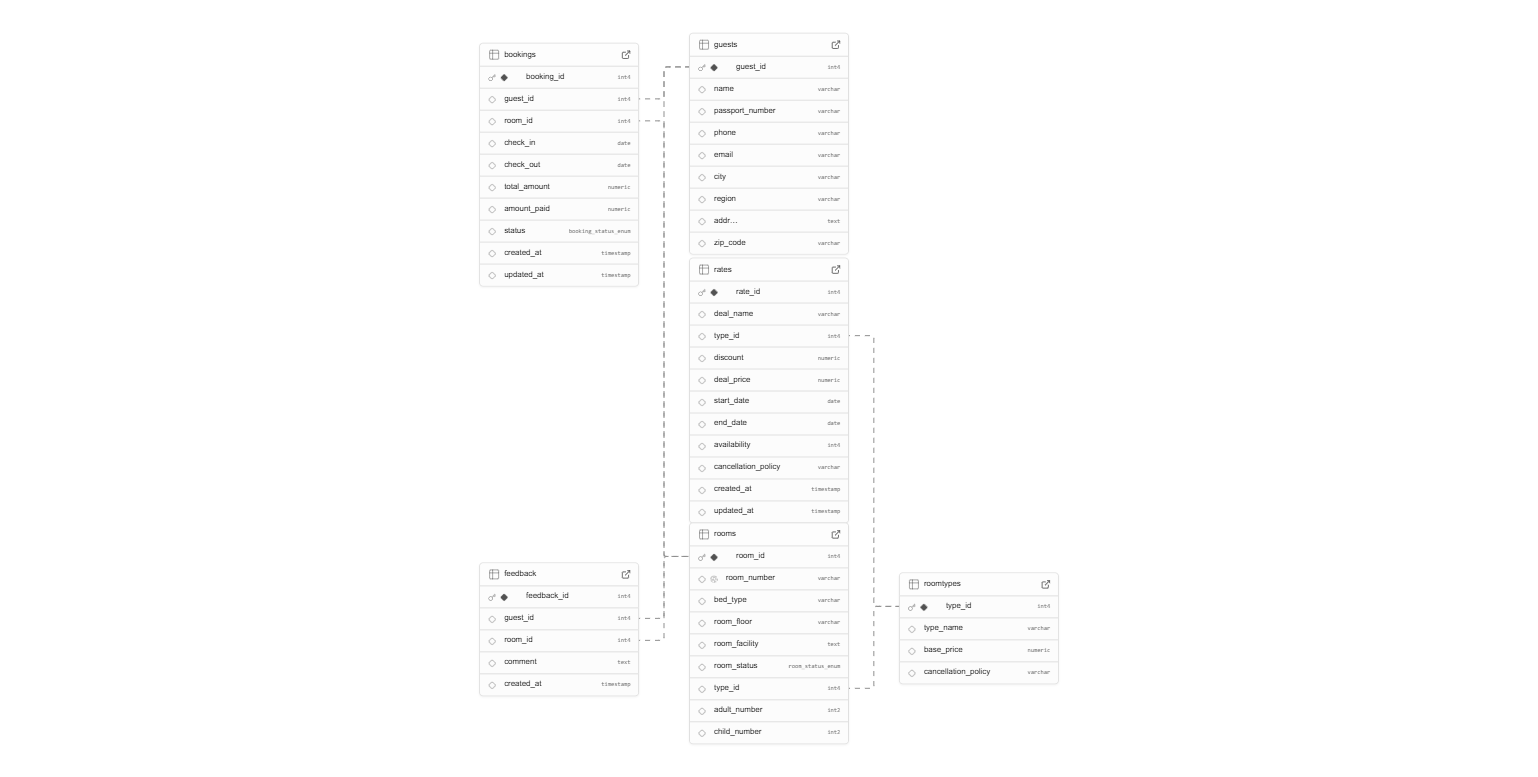 bookings
booking_id int4
guest_id int4
room_id int4
check_in date
check_out date
total_amount numeric
amount_paid numeric
status booking_status_enum
created_at timestamp
updated_at timestamp
guests
guest_id int4
name varchar
passport_number varchar
phone varchar
email varchar
city varchar
region varchar
addr... text
zip_code varchar
rates
rate_id int4
deal_name varchar
type_id int4
discount numeric
deal_price numeric
start_date date
end_date date
availability int4
cancellation_policy varchar
created_at timestamp
updated_at timestamp
feedback
feedback_id int4
guest_id int4
room_id int4
comment text
created_at timestamp
rooms
room_id int4
room_number varchar
bed_type varchar
room_floor varchar
room_facility text
room_status room_status_enum
type_id int4
adult_number int2
child_number int2
roomtypes
type_id int4
type_name varchar
base_price numeric
cancellation_policy varchar